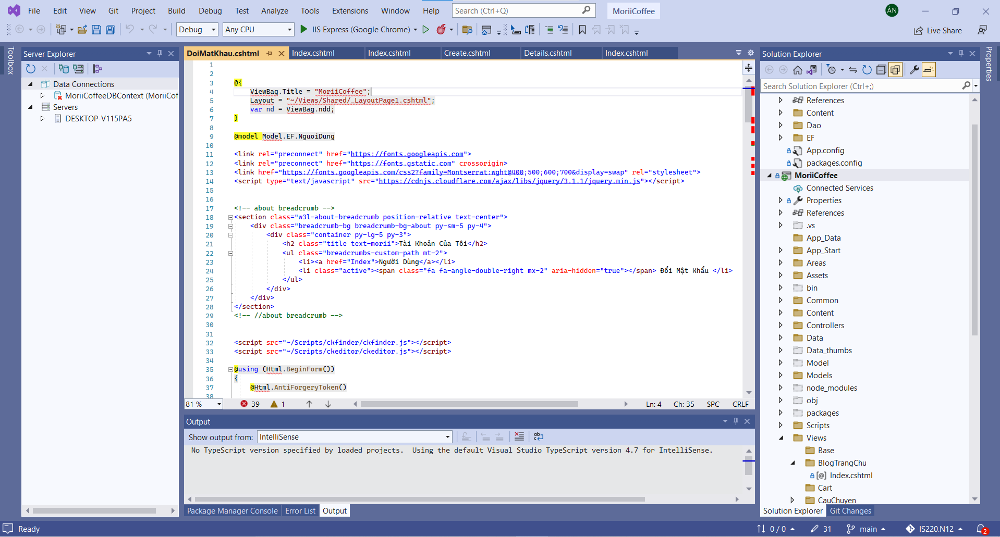 File Edit View Git Project Build Debug Test Analyze Tools Extensions Window Help Search (Ctrl+Q) MoriiCoffee ÁN
Debug Any CPU IIS Express (Google Chrome) Live Share
Toolbox
Server Explorer
Data Connections
MoriiCoffeeDBContext (MoriiCof
Servers
DESKTOP-V115PA5
DoiMatKhau.cshtml Index.cshtml Index.cshtml Create.cshtml Details.cshtml Index.cshtml
1
2
3 @{
4 ViewBag.Title = "MoriiCoffee";
5 Layout = "~/Views/Shared/_LayoutPage1.cshtml";
6 var nd = ViewBag.ndd;
7 }
8
9 @model Model.EF.NguoiDung
10
11 <link rel="preconnect" href="https://fonts.googleapis.com">
12 <link rel="preconnect" href="https://fonts.gstatic.com" crossorigin>
13 <link href="https://fonts.googleapis.com/css2?family=Montserrat:wght@400;500;600;700&display=swap" rel="stylesheet">
14 <script type="text/javascript" src="https://cdnjs.cloudflare.com/ajax/libs/jquery/3.1.1/jquery.min.js"></script>
15
16
17 <!-- about breadcrumb -->
18 <section class="w3l-about-breadcrumb position-relative text-center">
19 <div class="breadcrumb-bg breadcrumb-bg-about py-sm-5 py-4">
20 <div class="container py-lg-5 py-3">
21 <h2 class="title text-morii">Tài Khoản Của Tôi</h2>
22 <ul class="breadcrumbs-custom-path mt-2">
23 <li><a href="Index">Người Dùng</a></li>
24 <li class="active"><span class="fa fa-angle-double-right mx-2" aria-hidden="true"></span> Đổi Mật Khẩu </li>
25 </ul>
26 </div>
27 </div>
28 </section>
29 <!-- //about breadcrumb -->
30
31
32 <script src="~/Scripts/ckfinder/ckfinder.js"></script>
33 <script src="~/Scripts/ckeditor/ckeditor.js"></script>
34
35 @using (Html.BeginForm())
36 {
37 @Html.AntiForgeryToken()
38
81 % 39 1 Ln: 4 Ch: 35 SPC CRLF
Output
Show output from: IntelliSense
No TypeScript version specified by loaded projects. Using the default Visual Studio TypeScript version 4.7 for IntelliSense.
Package Manager Console Error List Output
Solution Explorer
Search Solution Explorer (Ctrl+;)
References
Content
Dao
EF
App.config
packages.config
MoriiCoffee
Connected Services
Properties
References
.vs
App_Data
App_Start
Areas
Assets
bin
Common
Content
Controllers
Data
Data_thumbs
Model
Models
node_modules
obj
packages
Scripts
Views
Base
BlogTrangChu
Index.cshtml
Cart
CauChuyen
Solution Explorer Git Changes
Properties
Ready 0 / 0 31 main IS220.N12 2